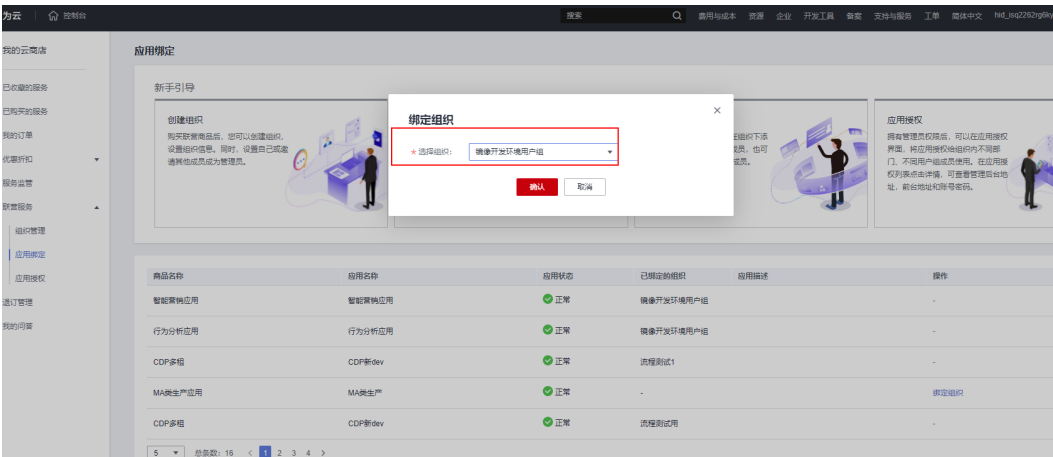 为云 控制台 搜索 费用与成本 资源 企业 开发工具 备案 支持与服务 工单 简体中文 hid_isq2262rg6ky
我的云商店
已收藏的服务
已购买的服务
我的订单
优惠折扣
服务监管
联营服务
组织管理
应用绑定
应用授权
退订管理
我的问答
应用绑定
新手引导
创建组织
购买联营商品后，您可以创建组织，
设置组织信息。同时，设置自己或邀
请其他成员成为管理员。
绑定组织
* 选择组织： 镜像开发环境用户组
确认 取消
在组织下添
成员，也可
成员。
应用授权
拥有管理员权限后，可以在应用授权
界面，将应用授权给组织内不同部
门、不同用户组成员使用。在应用授
权列表点击详情，可查看管理后台地
址、前台地址和账号密码。
商品名称 应用名称 应用状态 已绑定的组织 应用描述 操作
智能营销应用 智能营销应用 正常 镜像开发环境用户组 -
行为分析应用 行为分析应用 正常 镜像开发环境用户组 -
CDP多组 CDP新dev 正常 流程测试1 -
MA类生产应用 MA类生产 正常 - 绑定组织
CDP多组 CDP新dev 正常 流程测试用 -
5 总条数：16 < 1 2 3 4 >